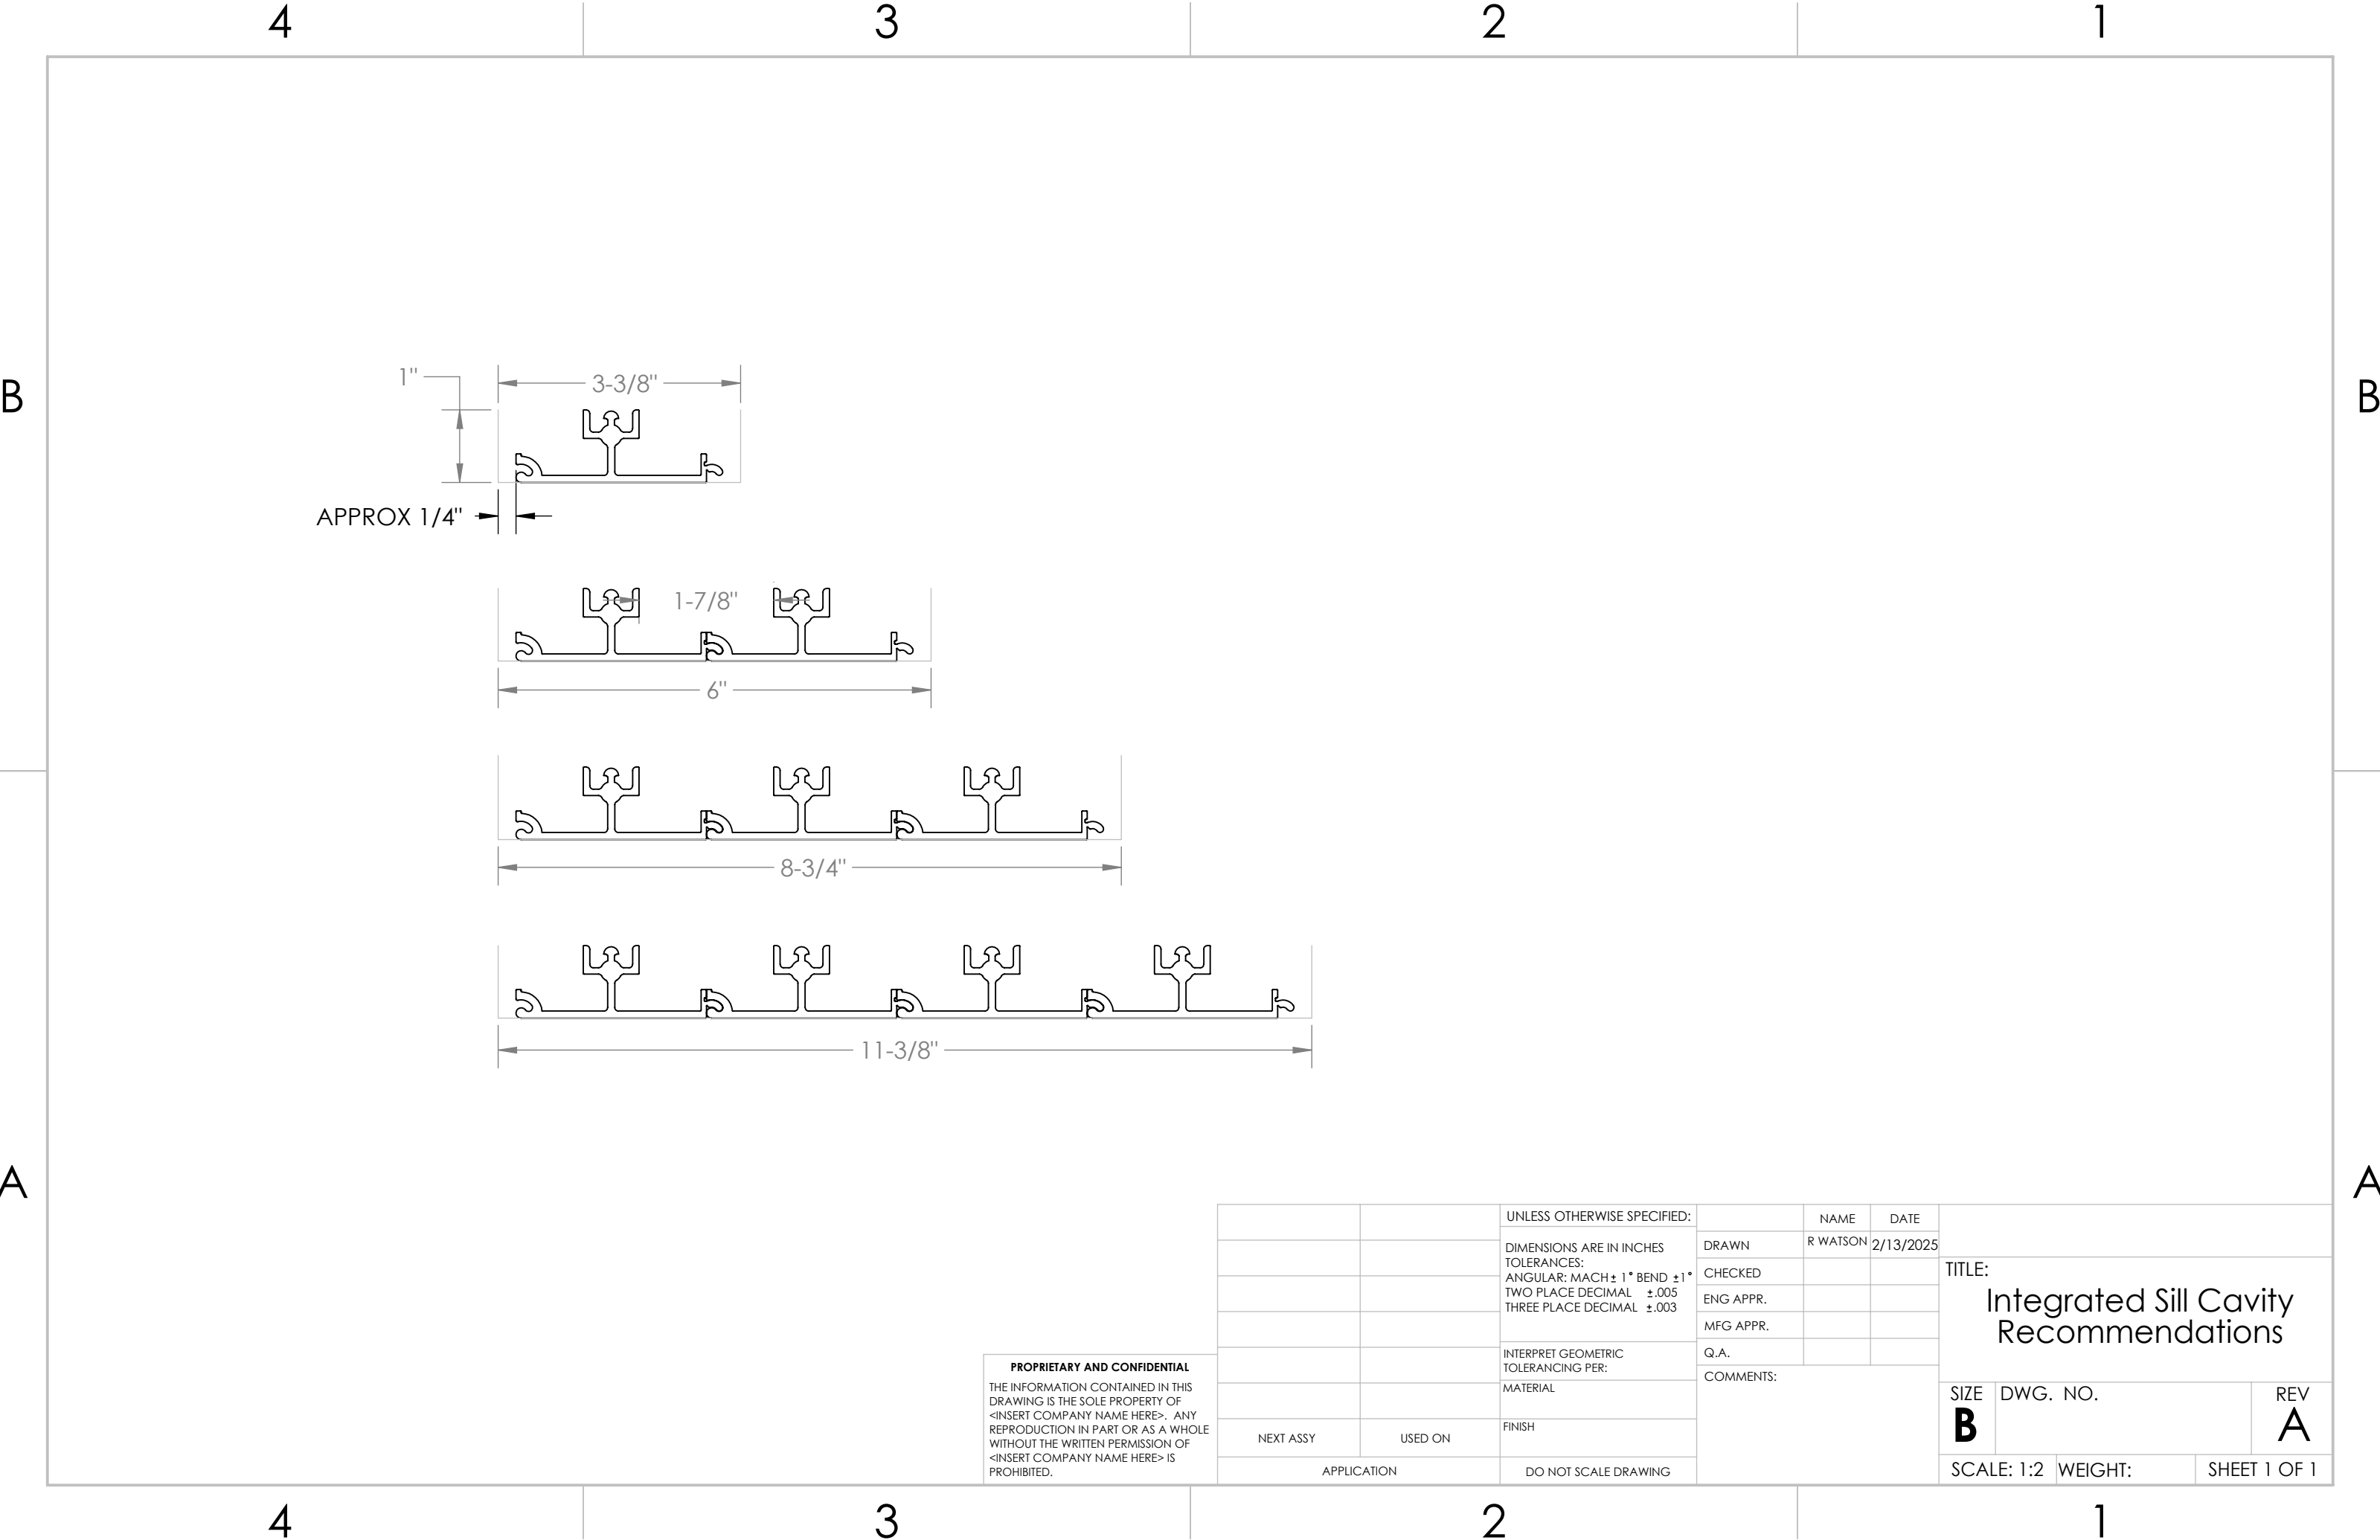 4 3 2 1
B B
1"
3-3/8"
APPROX 1/4"
1-7/8"
6"
8-3/4"
11-3/8"
A A
PROPRIETARY AND CONFIDENTIAL
THE INFORMATION CONTAINED IN THIS
DRAWING IS THE SOLE PROPERTY OF
<INSERT COMPANY NAME HERE>. ANY
REPRODUCTION IN PART OR AS A WHOLE
WITHOUT THE WRITTEN PERMISSION OF
<INSERT COMPANY NAME HERE> IS
PROHIBITED.
NEXT ASSY USED ON
APPLICATION
UNLESS OTHERWISE SPECIFIED:
DIMENSIONS ARE IN INCHES
TOLERANCES:
ANGULAR: MACH± 1° BEND ±1°
TWO PLACE DECIMAL ±.005
THREE PLACE DECIMAL ±.003
INTERPRET GEOMETRIC
TOLERANCING PER:
MATERIAL
FINISH
DO NOT SCALE DRAWING
NAME DATE
DRAWN R WATSON 2/13/2025
CHECKED
ENG APPR.
MFG APPR.
Q.A.
COMMENTS:
TITLE:
Integrated Sill Cavity
Recommendations
SIZE DWG. NO. REV
B A
SCALE: 1:2 WEIGHT: SHEET 1 OF 1
4 3 2 1